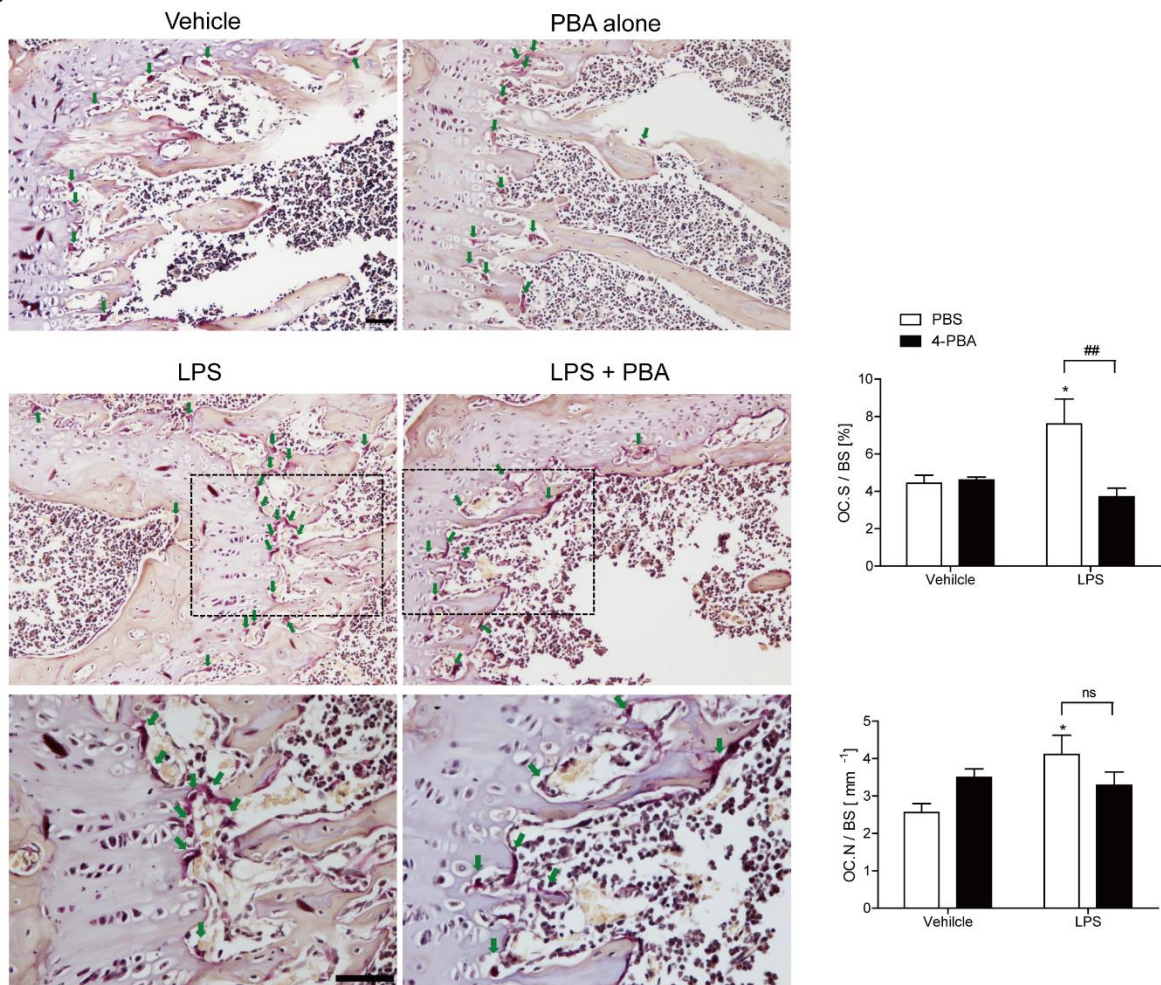 Vehicle
PBA alone
LPS
LPS + PBA
PBS
4-PBA
##
*
OC.S / BS [%]
10
8
6
4
2
0
Vehilcle
LPS
ns
*
OC.N / BS [ mm ⁻¹]
5
4
3
2
1
0
Vehilcle
LPS